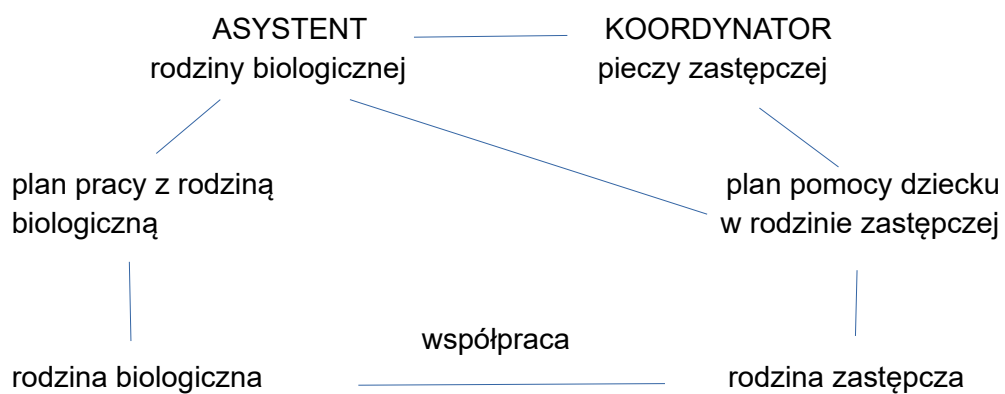 ASYSTENT
rodziny biologicznej
KOORDYNATOR
pieczy zastępczej
plan pracy z rodziną
biologiczną
plan pomocy dziecku
w rodzinie zastępczej
współpraca
rodzina biologiczna
rodzina zastępcza